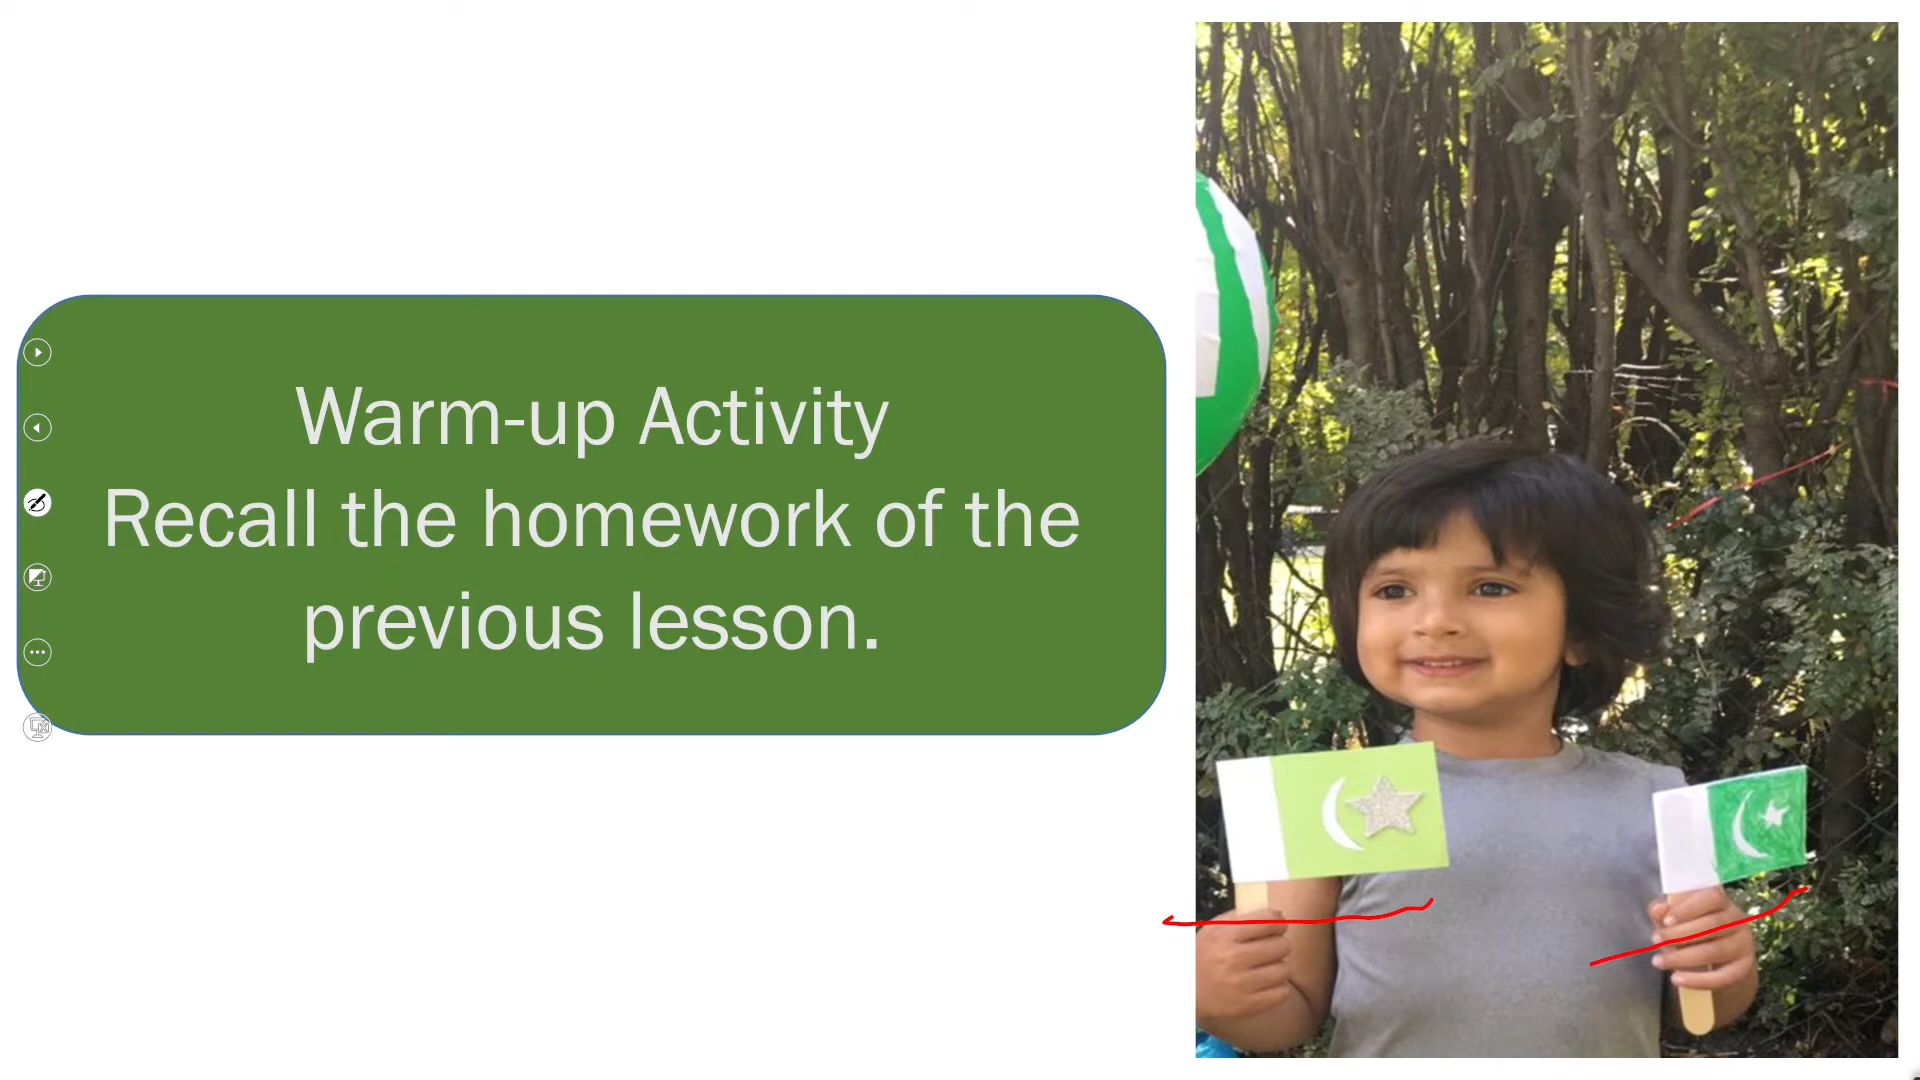 Warm-up Activity
Recall the homework of the
previous lesson.